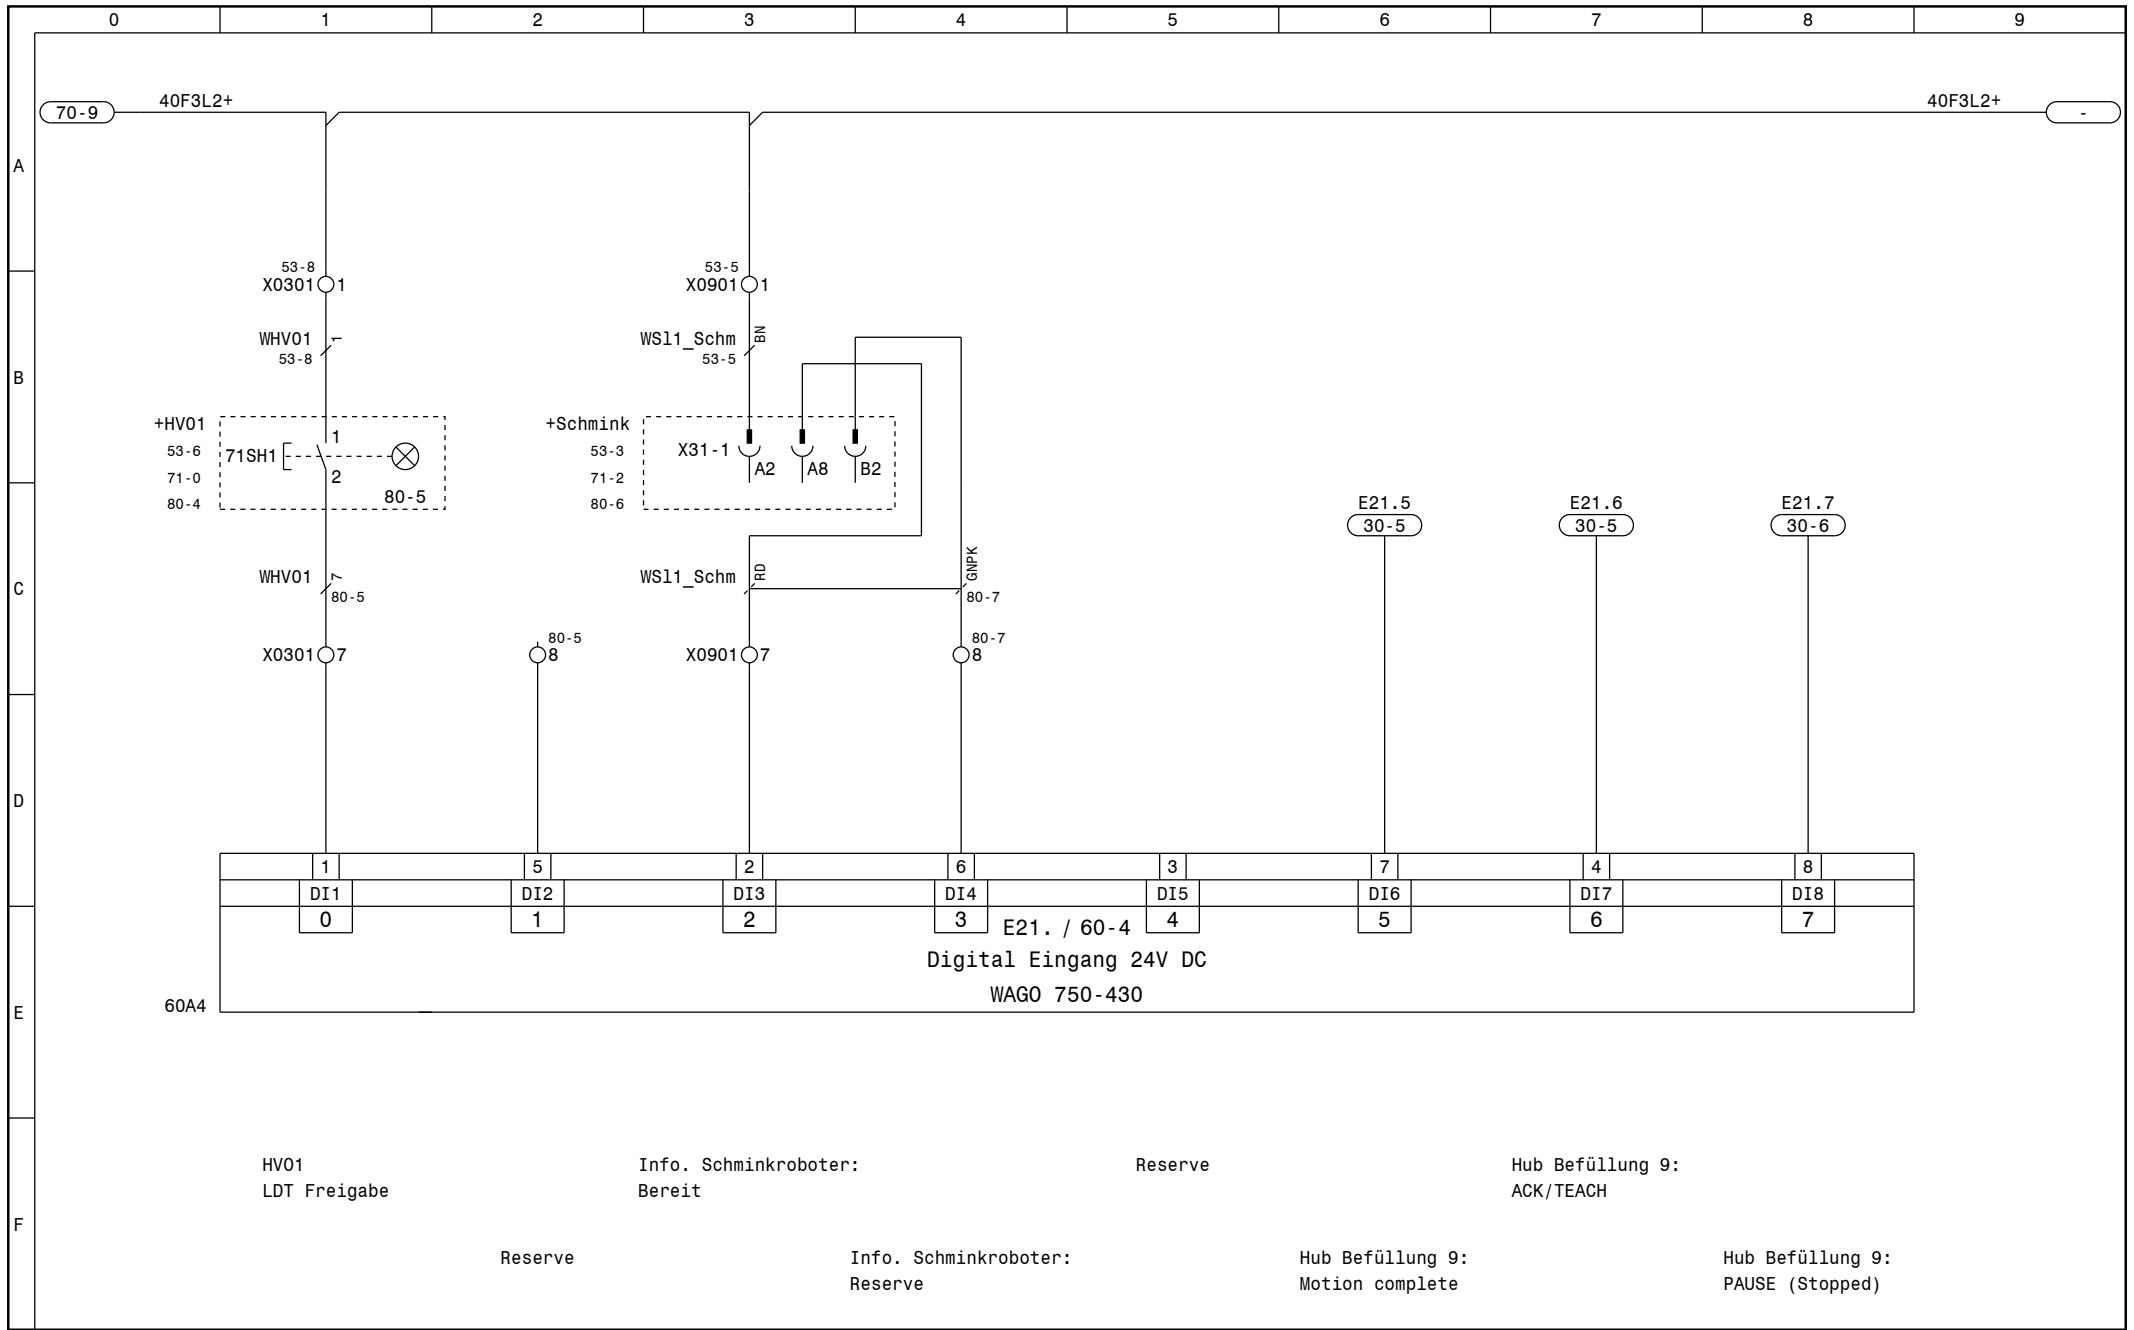 0 1 2 3 4 5 6 7 8 9
40F3L2+ 40F3L2+
70-9 -
A
53-8 53-5
X0301 1 X0901 1
WHV01 1 WSl1_Schm BN
53-8 53-5
B
+HV01 +Schmink
1
53-6 53-3
71SH1 X31-1
A2 A8 B2
71-0 2 71-2
80-5
80-4 80-6
E21.5 E21.6 E21.7
30-5 30-5 30-6
WHV01 7 WSl1_Schm RD GNPK
C
80-5 80-7
80-5 80-7
X0301 7 8 X0901 7 8
D
1 5 2 6 3 7 4 8
DI1 DI2 DI3 DI4 DI5 DI6 DI7 DI8
0 1 2 3 4 5 6 7
E21. / 60-4
Digital Eingang 24V DC
WAGO 750-430
60A4
E
HV01 Info. Schminkroboter: Reserve Hub Befüllung 9:
LDT Freigabe Bereit ACK/TEACH
F
Reserve Info. Schminkroboter: Hub Befüllung 9: Hub Befüllung 9:
Reserve Motion complete PAUSE (Stopped)